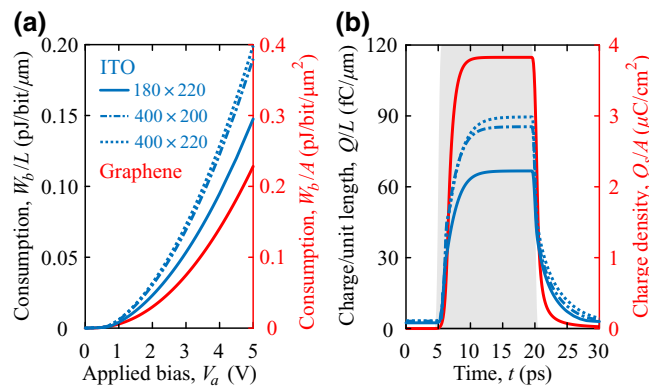 (a)
0.20
0.15
0.10
0.05
0
Consumption, W_b/L (pJ/bit/μm)
ITO
180 × 220
400 × 200
400 × 220
Graphene
0 1 2 3 4 5
Applied bias, V_a (V)
0.4
0.3
0.2
0.1
0
Consumption, W_b/A (pJ/bit/μm²)
(b)
120
90
60
30
0
Charge/unit length, Q/L (fC/μm)
0 5 10 15 20 25 30
Time, t (ps)
4
3
2
1
0
Charge density, Q/A (μC/cm²)